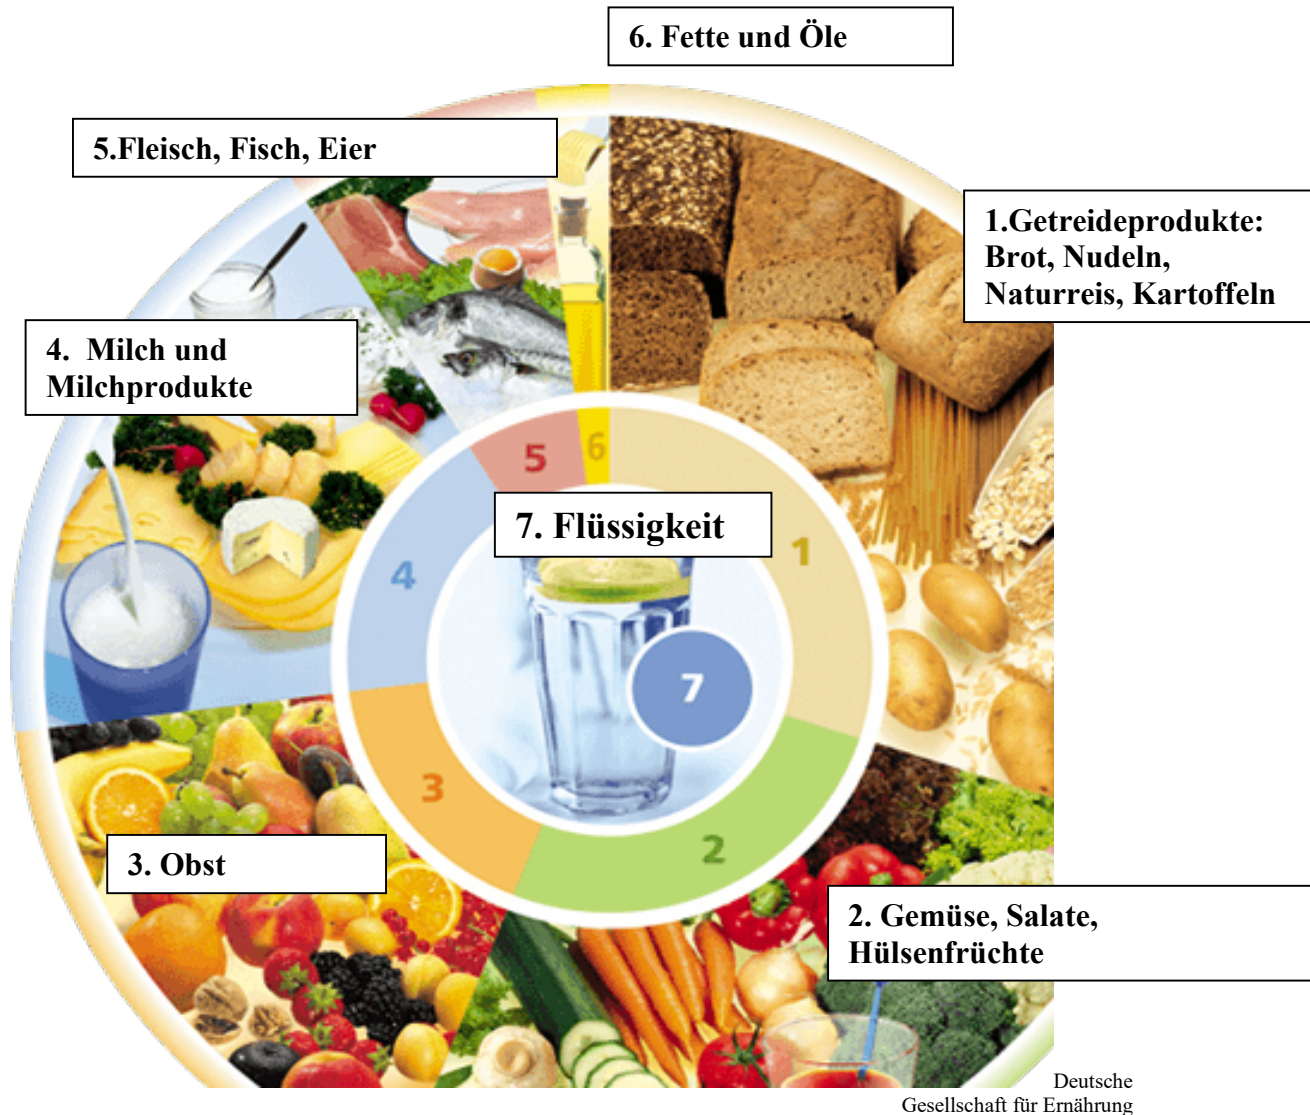 6. Fette und Öle
5.Fleisch, Fisch, Eier
1.Getreideprodukte:
Brot, Nudeln,
Naturreis, Kartoffeln
4. Milch und
Milchprodukte
5
6
7. Flüssigkeit
1
4
7
3
2
3. Obst
2. Gemüse, Salate,
Hülsenfrüchte
Deutsche
Gesellschaft für Ernährung